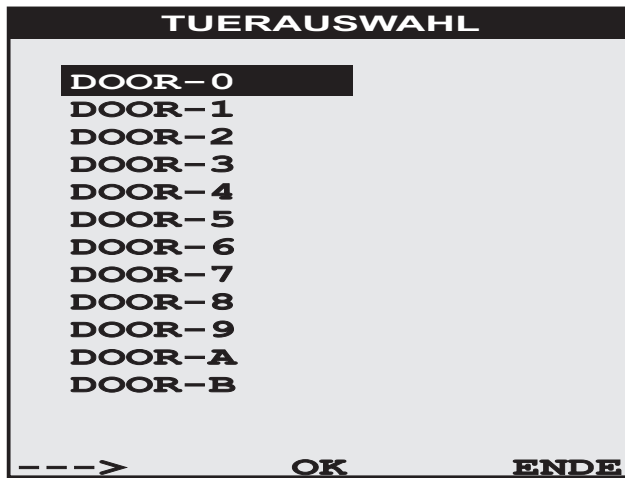 TUERAUSWAHL
DOOR-0
DOOR-1
DOOR-2
DOOR-3
DOOR-4
DOOR-5
DOOR-6
DOOR-7
DOOR-8
DOOR-9
DOOR-A
DOOR-B
---> OK ENDE